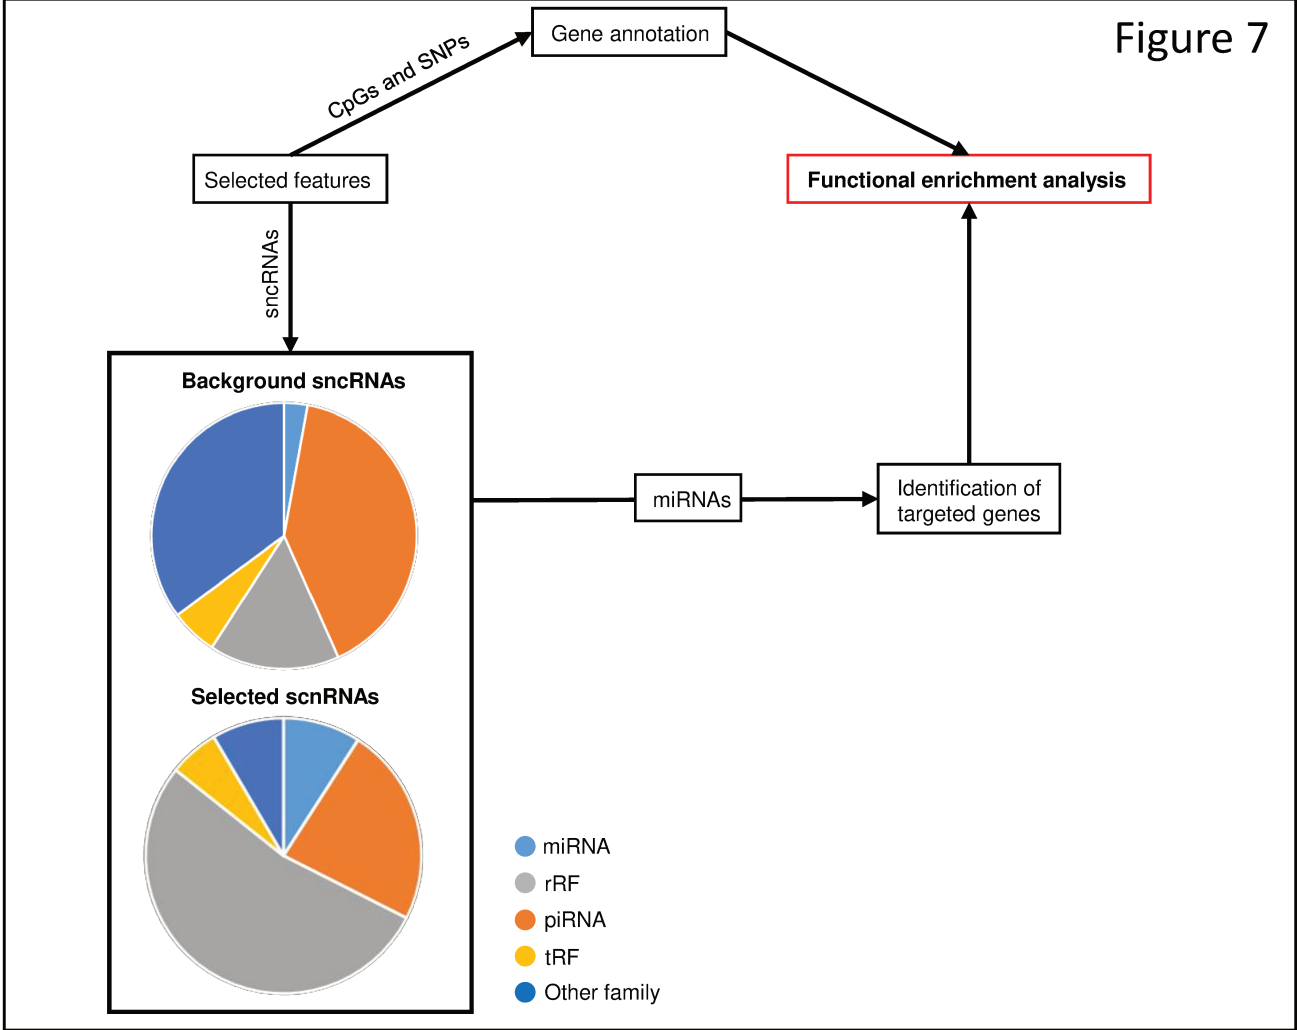 Figure 7
Gene annotation
CpGs and SNPs
Selected features
Functional enrichment analysis
sncRNAs
Background sncRNAs
miRNAs
Identification of
targeted genes
Selected scnRNAs
miRNA
rRF
piRNA
tRF
Other family